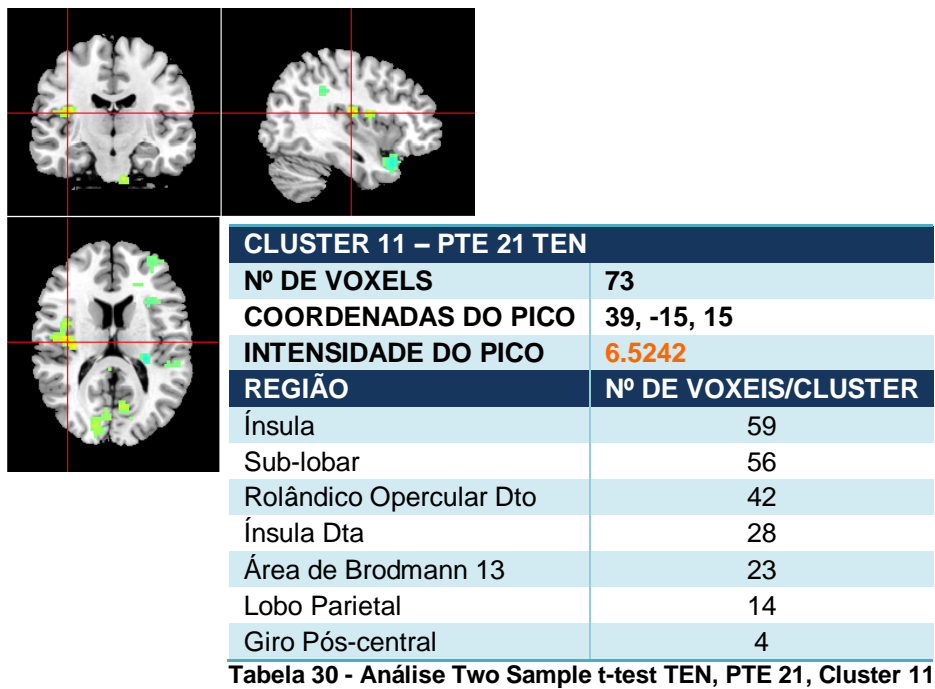 CLUSTER 11 – PTE 21 TEN
Nº DE VOXELS 73
COORDENADAS DO PICO 39, -15, 15
INTENSIDADE DO PICO 6.5242
REGIÃO Nº DE VOXEIS/CLUSTER
Ínsula 59
Sub-lobar 56
Rolândico Opercular Dto 42
Ínsula Dta 28
Área de Brodmann 13 23
Lobo Parietal 14
Giro Pós-central 4
Tabela 30 - Análise Two Sample t-test TEN, PTE 21, Cluster 11